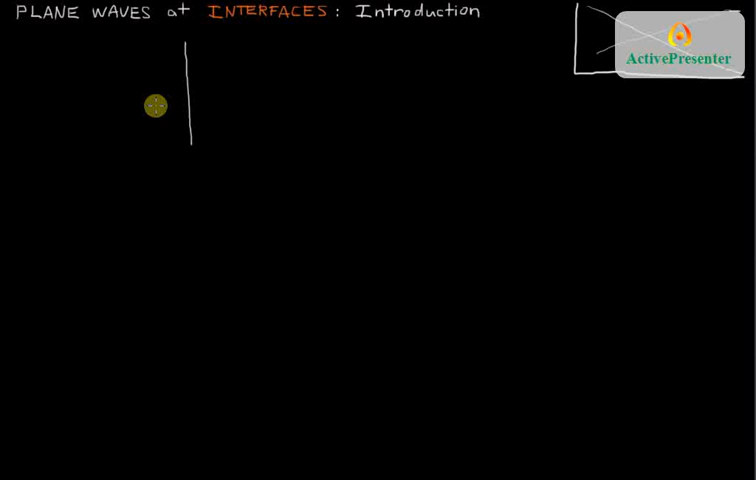 PLANE WAVES at INTERFACES: Introduction
ActivePresenter